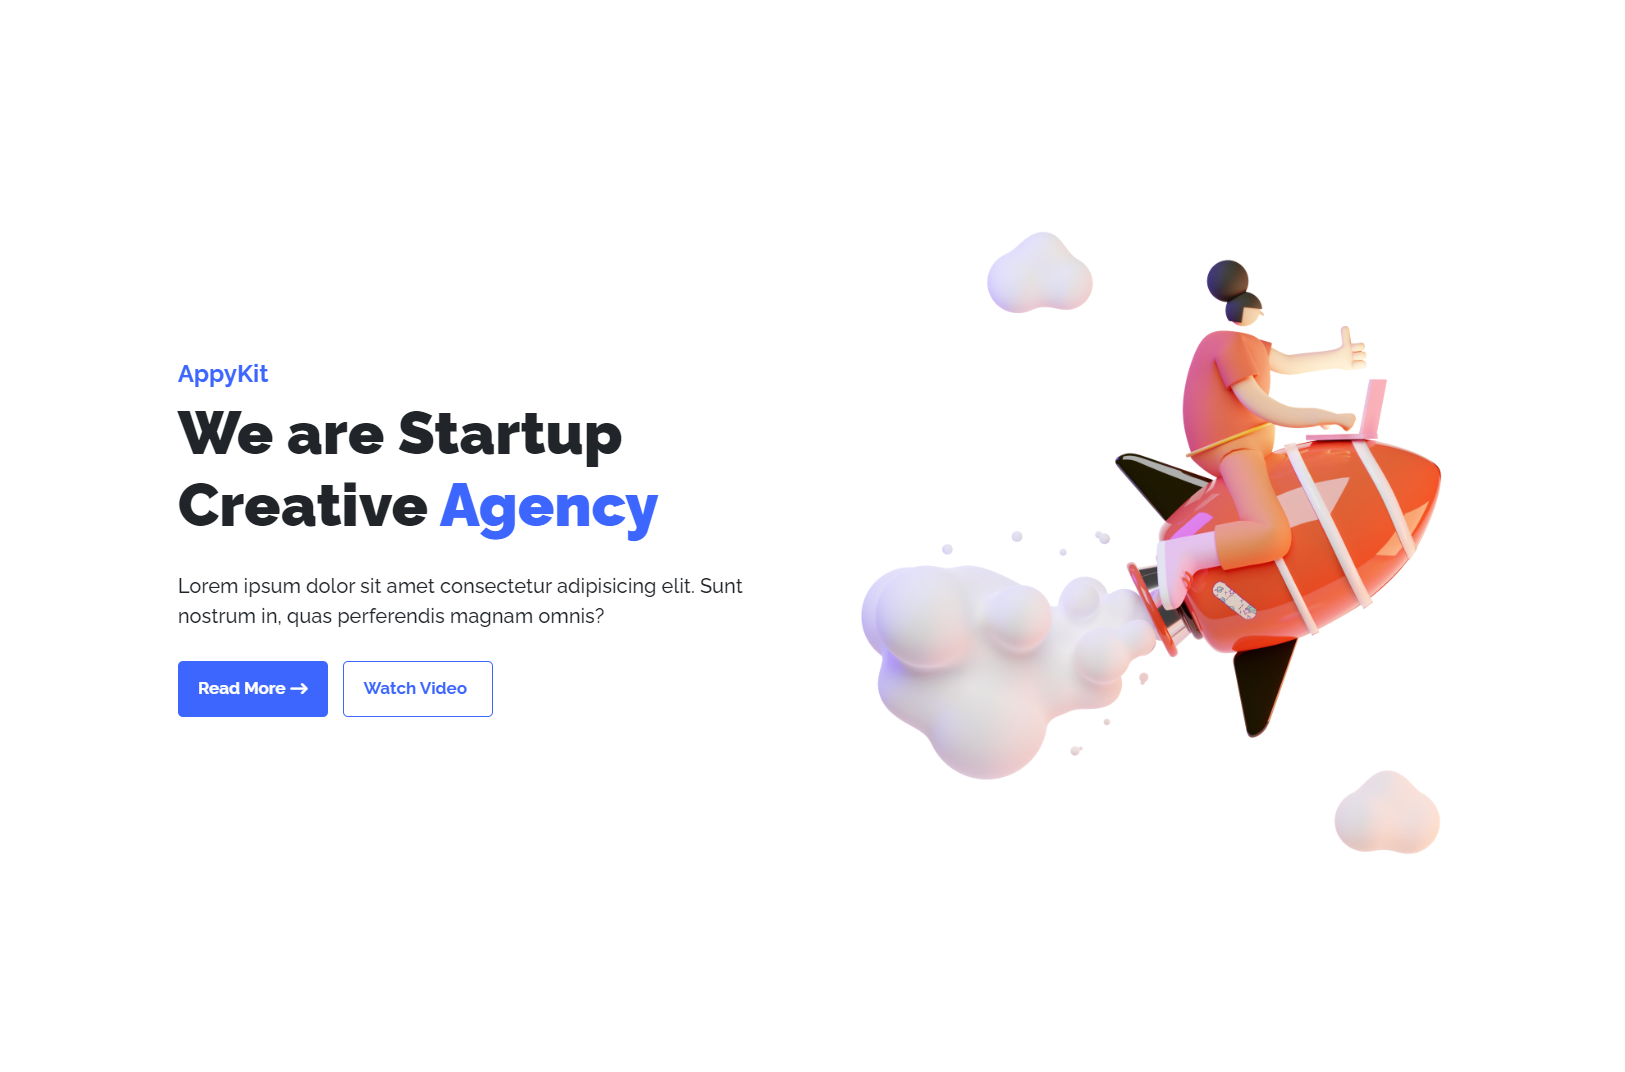 AppyKit
We are Startup
Creative Agency
Lorem ipsum dolor sit amet consectetur adipisicing elit. Sunt
nostrum in, quas perferendis magnam omnis?
Read More →
Watch Video